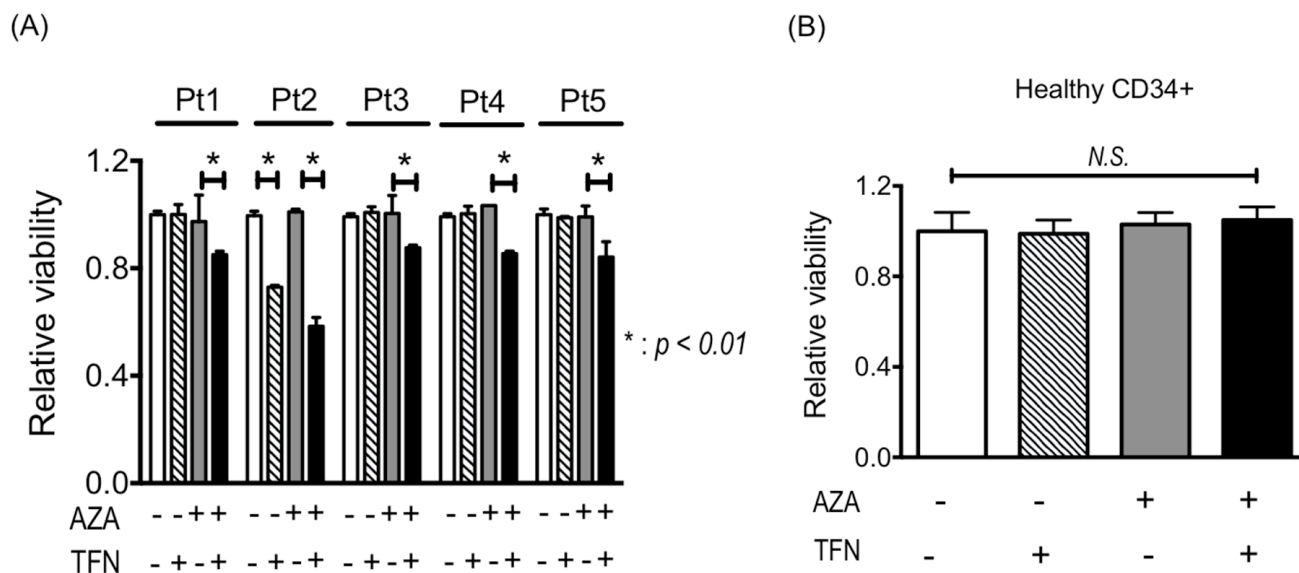 (A)
Pt1 Pt2 Pt3 Pt4 Pt5
* * * * * *
1.2
0.8
0.4
0.0
Relative viability
* : p < 0.01
AZA - - + + - - + + - - + + - - + + - - + +
TFN - + - + - + - + - + - + - + - + - + - +
(B)
Healthy CD34+
N.S.
1.2
0.8
0.4
0.0
Relative viability
AZA - - + +
TFN - + - +